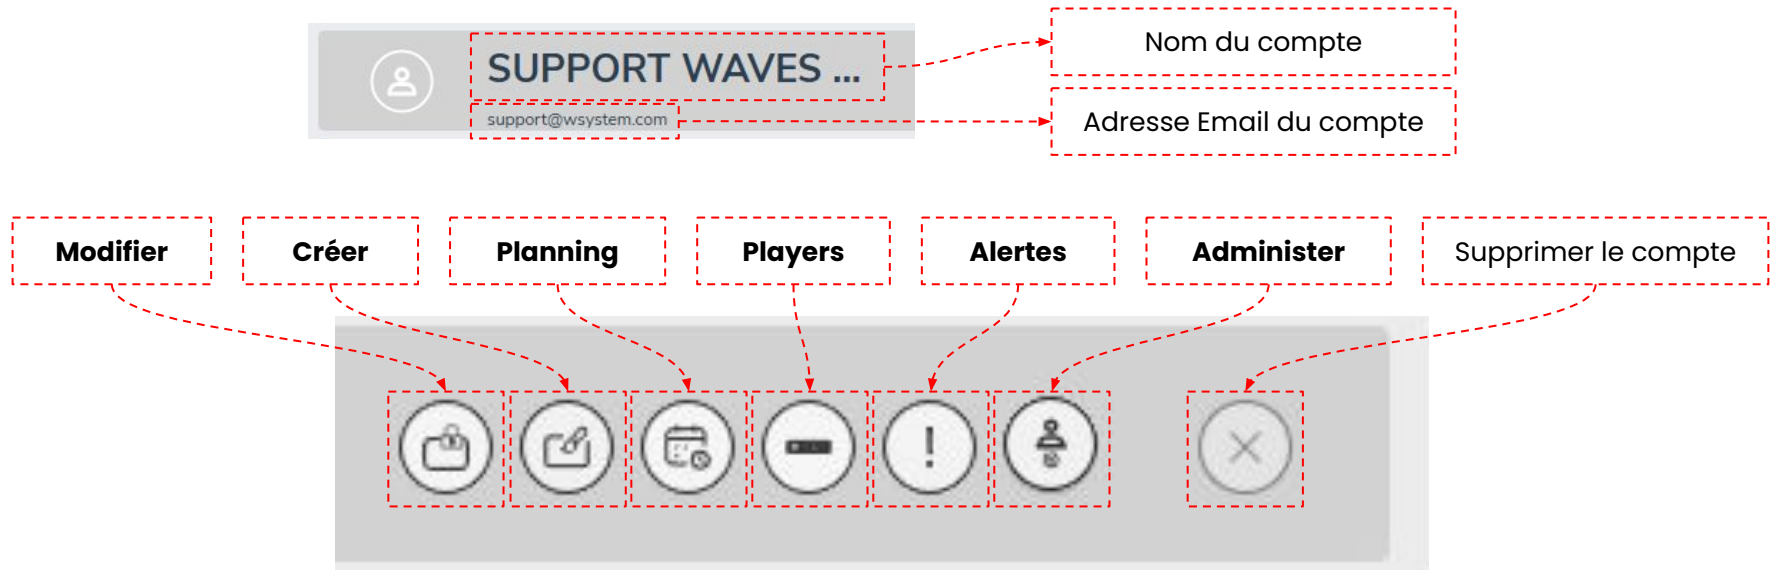 SUPPORT WAVES ...
support@wsystem.com
Nom du compte
Adresse Email du compte
Modifier
Créer
Planning
Players
Alertes
Administer
Supprimer le compte